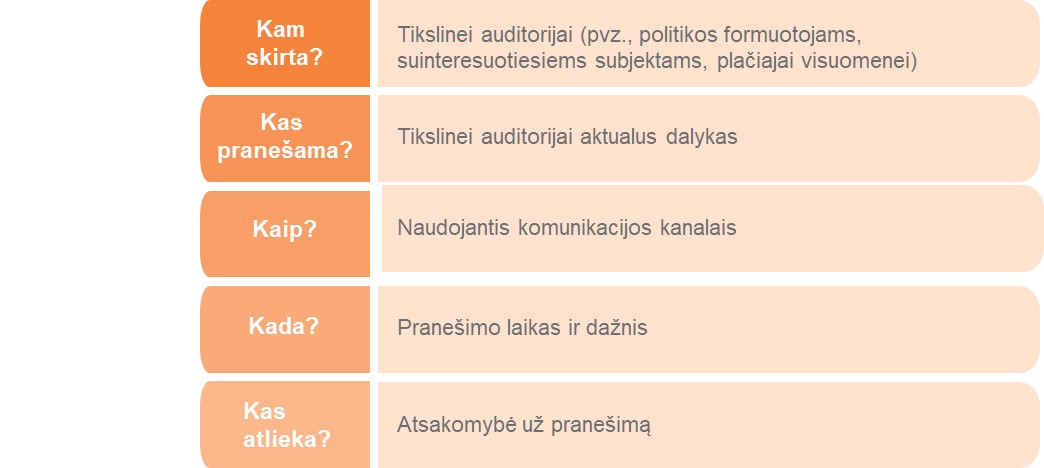 Kam
skirta?
Tikslinei auditorijai (pvz., politikos formuotojams,
suinteresuotiesiems subjektams, plačiajai visuomenei)
Kas
pranešama?
Tikslinei auditorijai aktualus dalykas
Kaip?
Naudojantis komunikacijos kanalais
Kada?
Pranešimo laikas ir dažnis
Kas
atlieka?
Atsakomybė už pranešimą